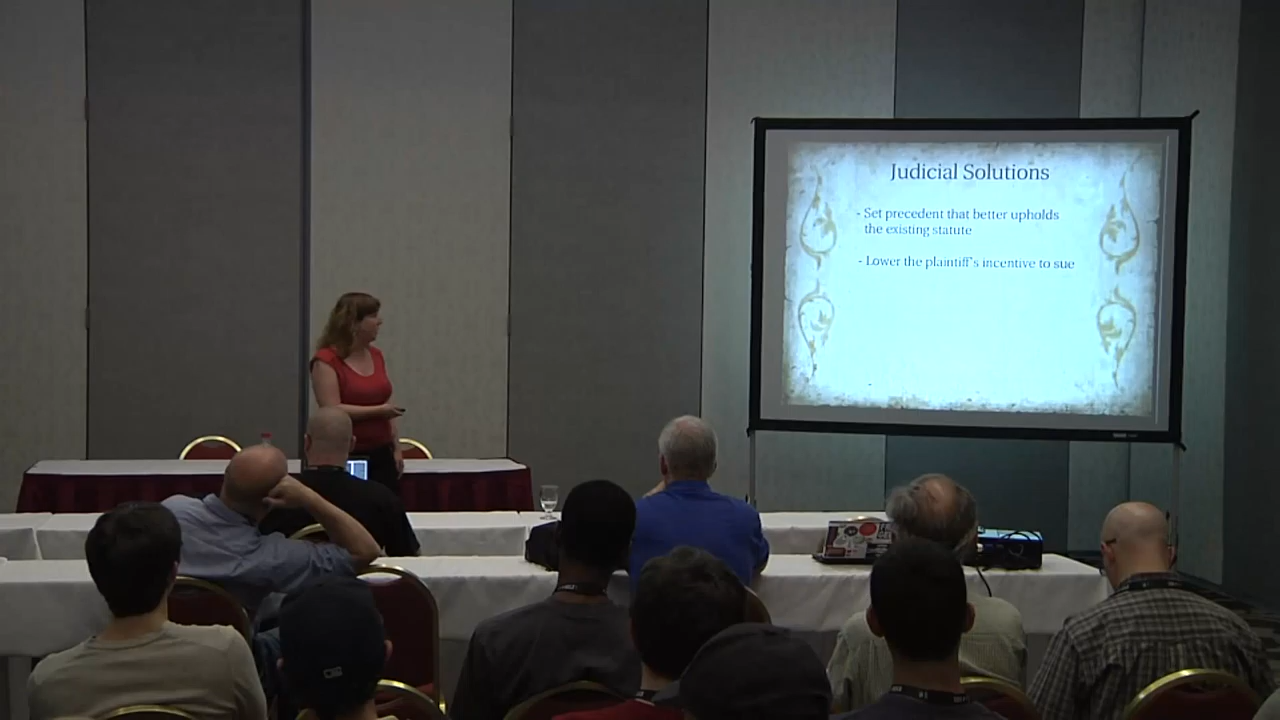 Judicial Solutions
- Set precedent that better upholds
the existing statute
- Lower the plaintiff's incentive to sue